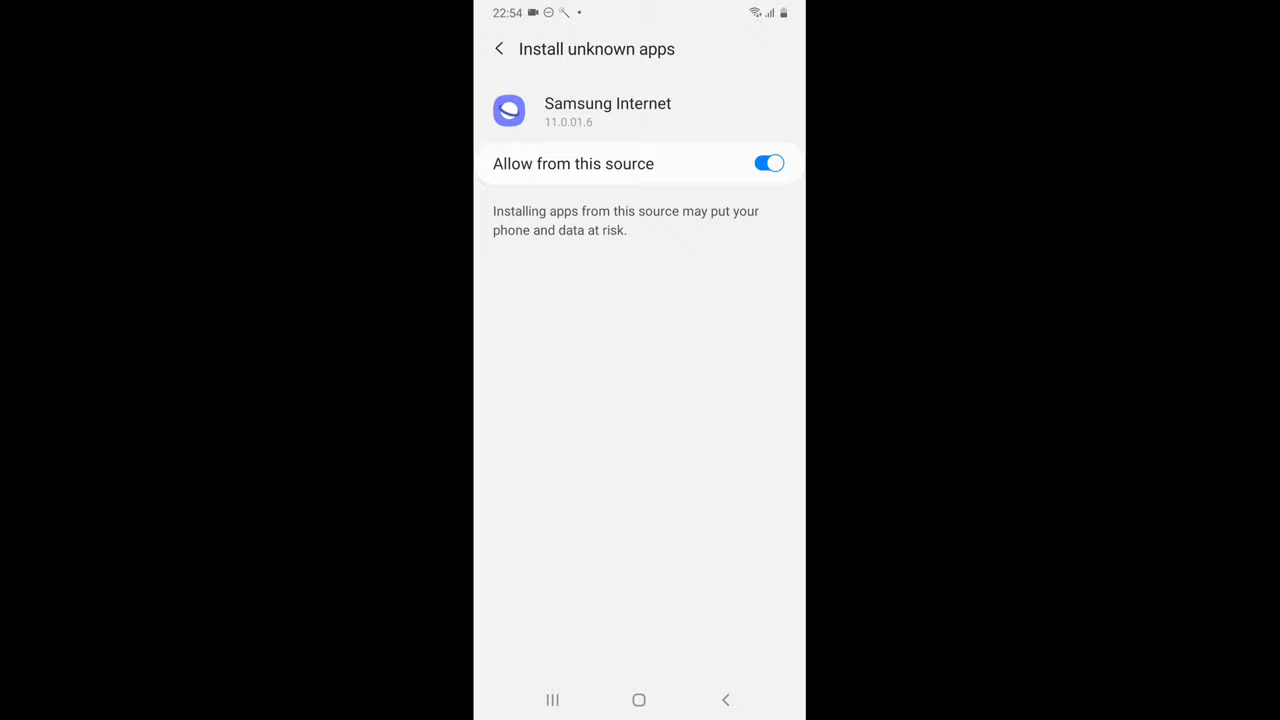 22:54
Install unknown apps
Samsung Internet
11.0.01.6
Allow from this source
Installing apps from this source may put your
phone and data at risk.